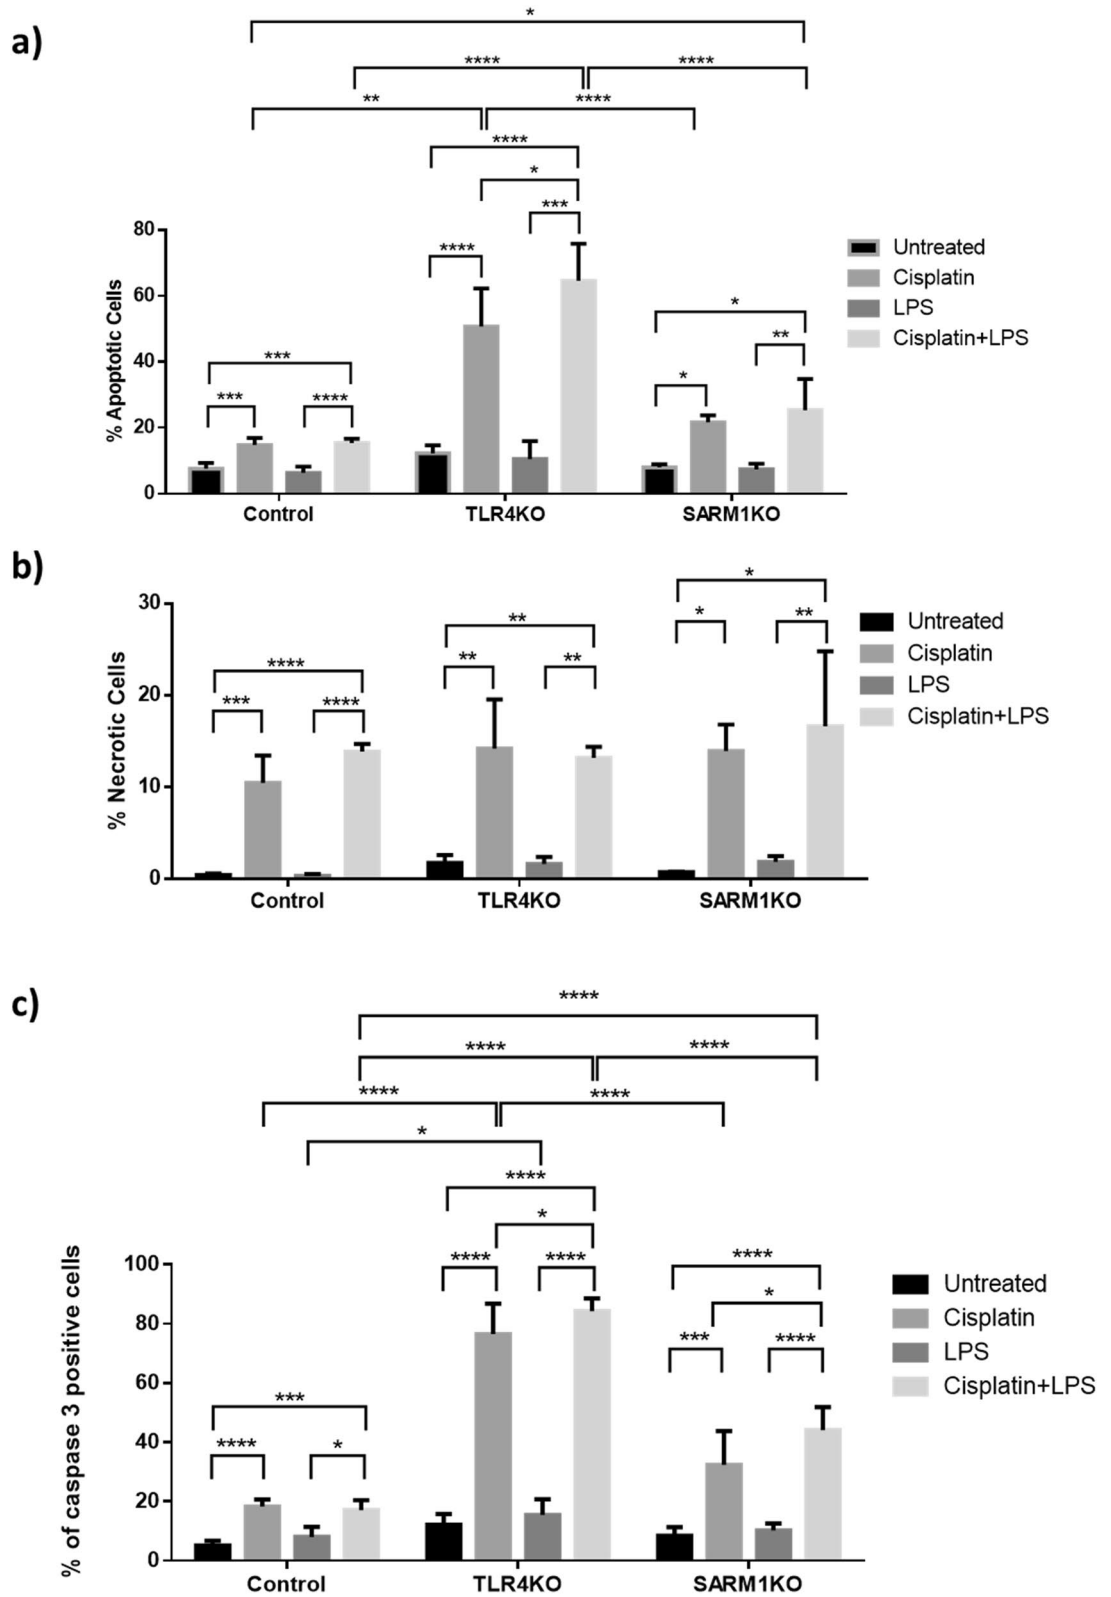 a)
*
****
****
**
****
****
*
***
****
***
***
****
*
*
**
% Apoptotic Cells
80
60
40
20
0
Control
TLR4KO
SARM1KO
Untreated
Cisplatin
LPS
Cisplatin+LPS
b)
****
***
****
**
**
**
*
*
**
% Necrotic Cells
30
20
10
0
Control
TLR4KO
SARM1KO
Untreated
Cisplatin
LPS
Cisplatin+LPS
c)
****
****
****
****
****
*
****
*
****
****
***
****
*
****
*
***
****
% of caspase 3 positive cells
100
80
60
40
20
0
Control
TLR4KO
SARM1KO
Untreated
Cisplatin
LPS
Cisplatin+LPS